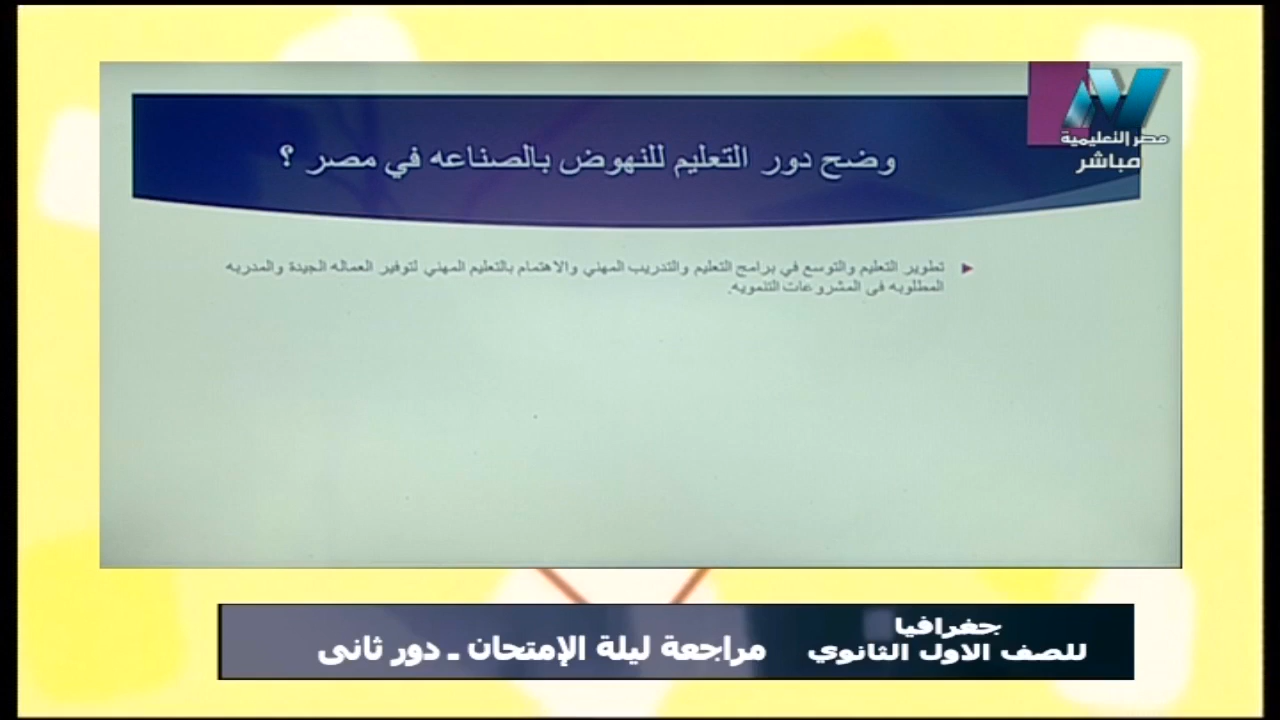 مصر التعليمية
مباشر
وضح دور التعليم للنهوض بالصناعه في مصر ؟
تطوير التعليم والتوسع في برامج التعليم والتدريب المهني والاهتمام بالتعليم المهني لتوفير العماله الجيدة والمدربه
المطلوبه في المشروعات التنمويه.
جغرافيا
للصف الاول الثانوي
مراجعة ليلة الإمتحان - دور ثانى